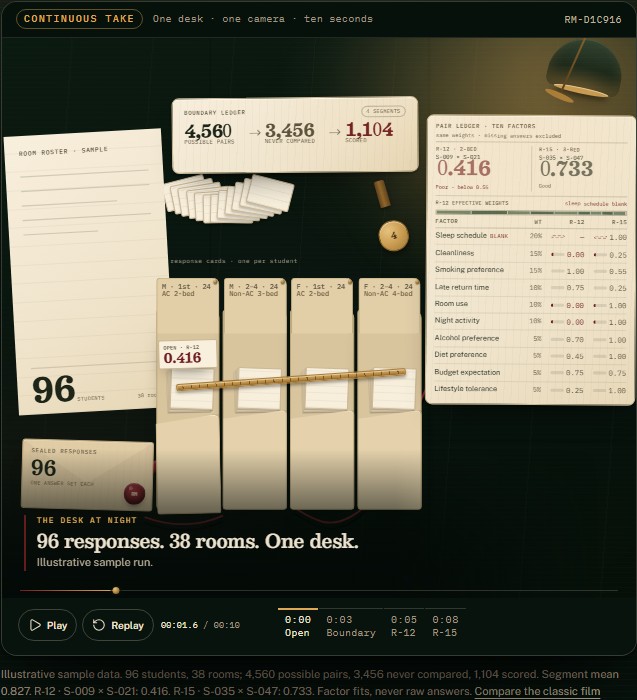 CONTINUOUS TAKE One desk · one camera · ten seconds RM-D1C916
BOUNDARY LEDGER 4 SEGMENTS
4,560 → 3,456 → 1,104
POSSIBLE PAIRS NEVER COMPARED SCORED
ROOM ROSTER · SAMPLE
96 STUDENTS
response cards · one per student
4
PAIR LEDGER · TEN FACTORS
same weights · missing answers excluded
R-12 · 2-BED R-15 · 3-BED
S-009 × S-021 S-035 × S-047
0.416 0.733
Poor · below 0.55 Good
R-12 EFFECTIVE WEIGHTS sleep schedule blank
FACTOR WT R-12 R-15
Sleep schedule BLANK 20% – 1.00
Cleanliness 15% 0.00 0.25
Smoking preference 15% 1.00 0.55
Late return time 10% 0.75 0.25
Room use 10% 0.00 1.00
Night activity 10% 0.00 1.00
Alcohol preference 5% 0.70 1.00
Diet preference 5% 0.45 1.00
Budget expectation 5% 0.75 0.75
Lifestyle tolerance 5% 0.25 1.00
M · 1st · 24
AC 2-bed
M · 2-4 · 24
Non-AC 3-bed
F · 1st · 24
AC 2-bed
F · 2-4 · 24
Non-AC 4-bed
OPEN · R-12
0.416
SEALED RESPONSES
96
ONE ANSWER SET EACH
THE DESK AT NIGHT
96 responses. 38 rooms. One desk.
Illustrative sample run.
Play Replay 00:01.6 / 00:10
0:00 0:03 0:05 0:08
Open Boundary R-12 R-15
Illustrative sample data. 96 students, 38 rooms; 4,560 possible pairs, 3,456 never compared, 1,104 scored. Segment mean
0.827. R-12 · S-009 × S-021: 0.416. R-15 · S-035 × S-047: 0.733. Factor fits, never raw answers. Compare the classic film